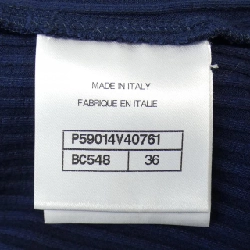 MADE IN ITALY
FABRIQUE EN ITALIE
P59014V40761
BC548 36